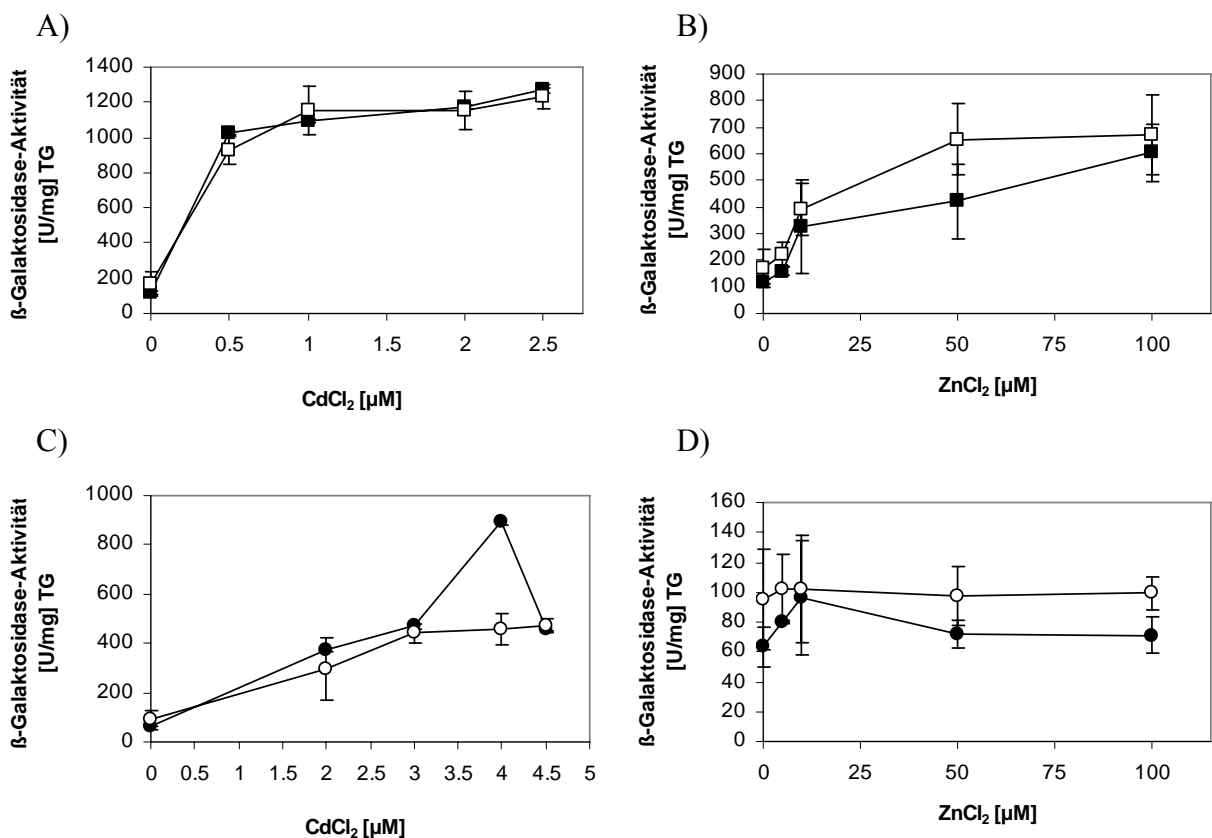 A)
ß-Galaktosidase-Aktivität
[U/mg] TG
1400
1200
1000
800
600
400
200
0
0 0.5 1 2 2.5
CdCl₂ [µM]
B)
ß-Galaktosidase-Aktivität
[U/mg] TG
900
800
700
600
500
400
300
200
100
0
0 25 50 75 100
ZnCl₂ [µM]
C)
ß-Galaktosidase-Aktivität
[U/mg] TG
1000
800
600
400
200
0
0 0.5 1 1.5 2 2.5 3 3.5 4 4.5 5
CdCl₂ [µM]
D)
ß-Galaktosidase-Aktivität
[U/mg] TG
160
140
120
100
80
60
40
20
0
0 25 50 75 100
ZnCl₂ [µM]